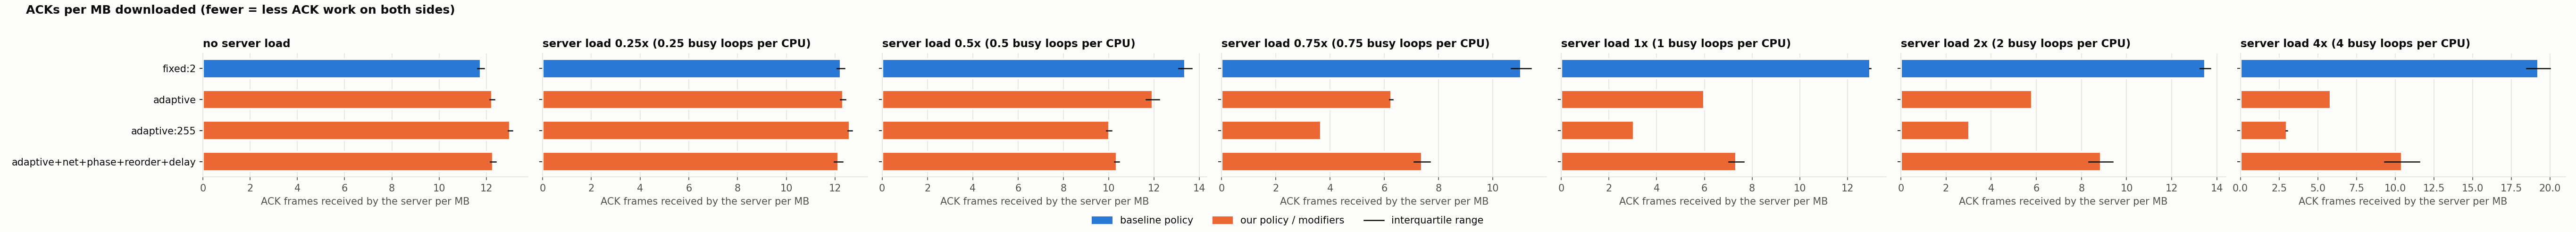 ACKs per MB downloaded (fewer = less ACK work on both sides)
no server load
server load 0.25x (0.25 busy loops per CPU)
server load 0.5x (0.5 busy loops per CPU)
server load 0.75x (0.75 busy loops per CPU)
server load 1x (1 busy loops per CPU)
server load 2x (2 busy loops per CPU)
server load 4x (4 busy loops per CPU)
fixed:2
adaptive
adaptive:255
adaptive+net+phase+reorder+delay
0 2 4 6 8 10 12
0 2 4 6 8 10 12
0 2 4 6 8 10 12 14
0 2 4 6 8 10
0 2 4 6 8 10 12
0 2 4 6 8 10 12 14
0.0 2.5 5.0 7.5 10.0 12.5 15.0 17.5 20.0
ACK frames received by the server per MB
ACK frames received by the server per MB
ACK frames received by the server per MB
ACK frames received by the server per MB
ACK frames received by the server per MB
ACK frames received by the server per MB
ACK frames received by the server per MB
baseline policy
our policy / modifiers
interquartile range